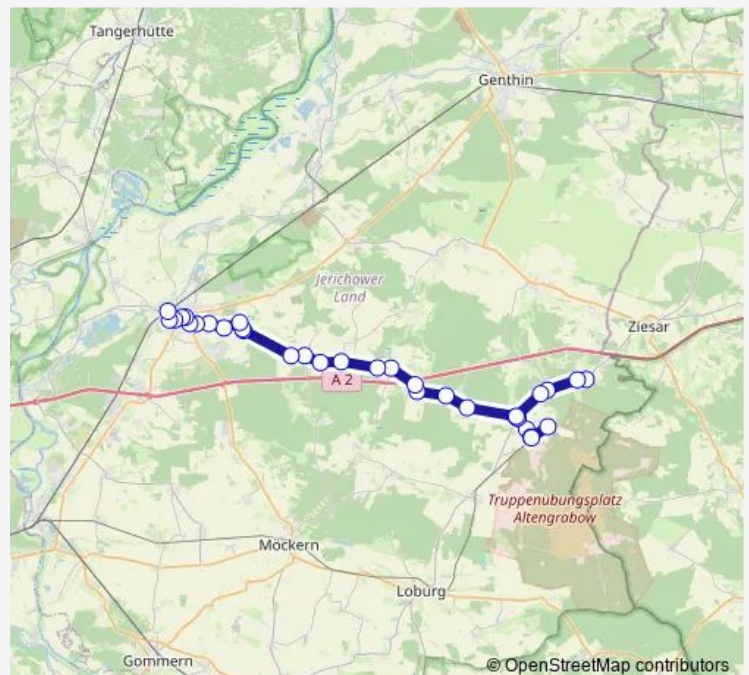 Tangerhütte
Genthin
Jerichower
Land
Ziesar
A 2
Truppenübungsplatz
Altengrabow
Möckern
Loburg
Gommern
© OpenStreetMap contributors